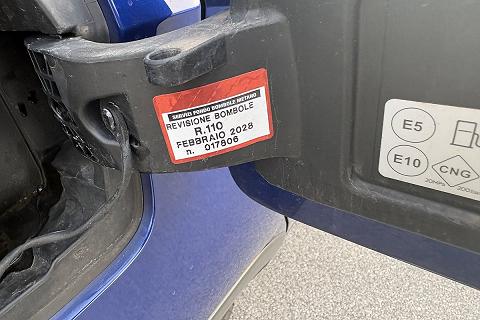 SERVIZI FONDO BOMBOLE METANO
REVISIONE BOMBOLE
R.110
FEBBRAIO 2028
n. 017806
E5
E10
CNG